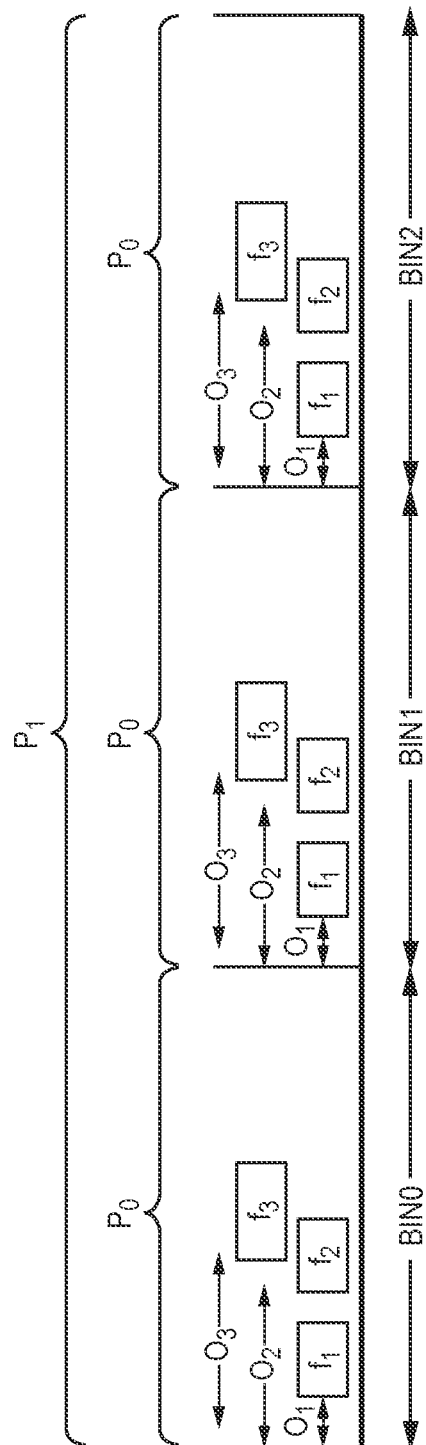 P₁
P₀ P₀ P₀
O₃ O₃ O₃
O₂ O₂ O₂
O₁ f₁ f₂ f₃ O₁ f₁ f₂ f₃ O₁ f₁ f₂ f₃
BIN0 BIN1 BIN2